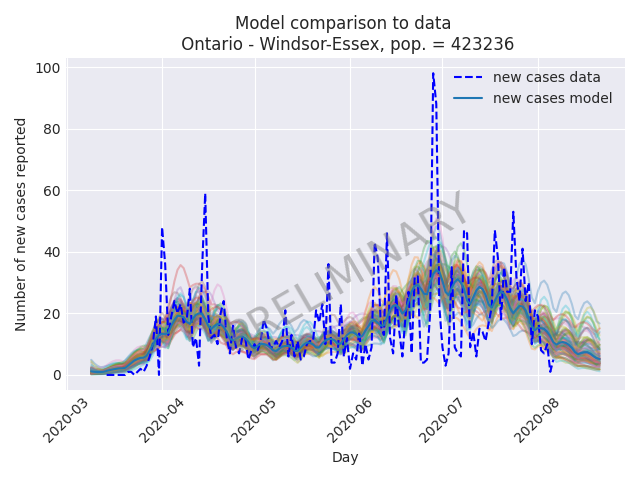 Model comparison to data
Ontario - Windsor-Essex, pop. = 423236
new cases data
new cases model
PRELIMINARY
Number of new cases reported
100
80
60
40
20
0
2020-03
2020-04
2020-05
2020-06
2020-07
2020-08
Day